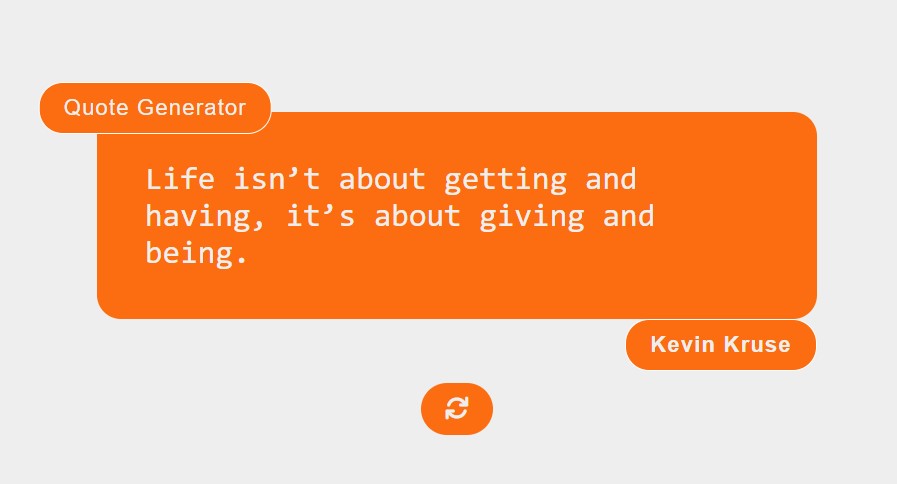 Quote Generator
Life isn’t about getting and
having, it’s about giving and
being.
Kevin Kruse